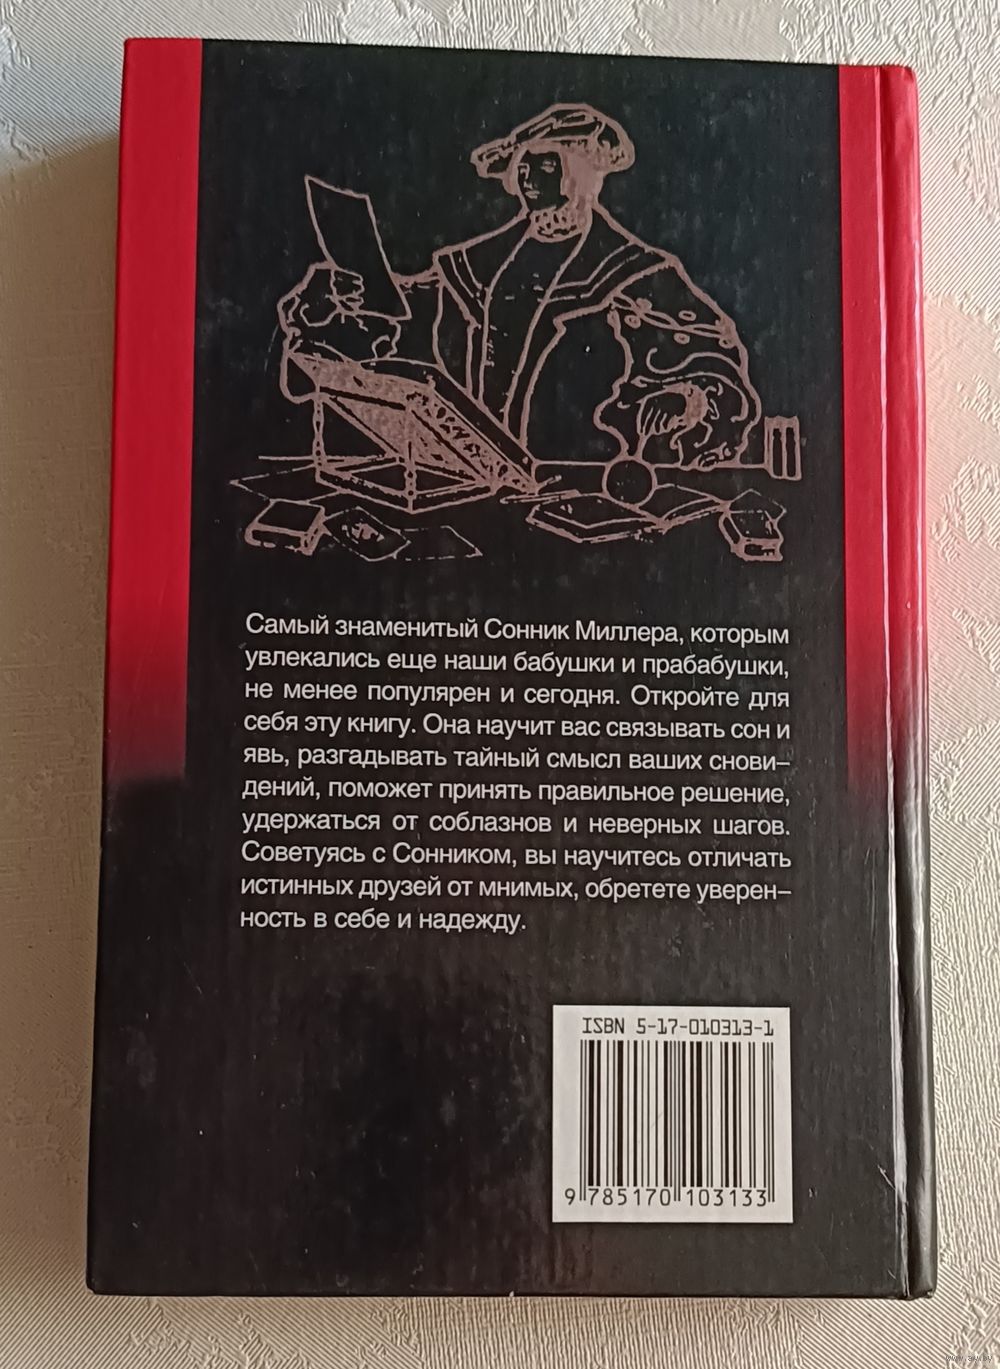 Самый знаменитый Сонник Миллера, которым
увлекались еще наши бабушки и прабабушки,
не менее популярен и сегодня. Откройте для
себя эту книгу. Она научит вас связывать сон и
явь, разгадывать тайный смысл ваших снови-
дений, поможет принять правильное решение,
удержаться от соблазнов и неверных шагов.
Советуясь с Сонником, вы научитесь отличать
истинных друзей от мнимых, обретете уверен-
ность в себе и надежду.
ISBN 5-17-010313-1
9 785170 103133